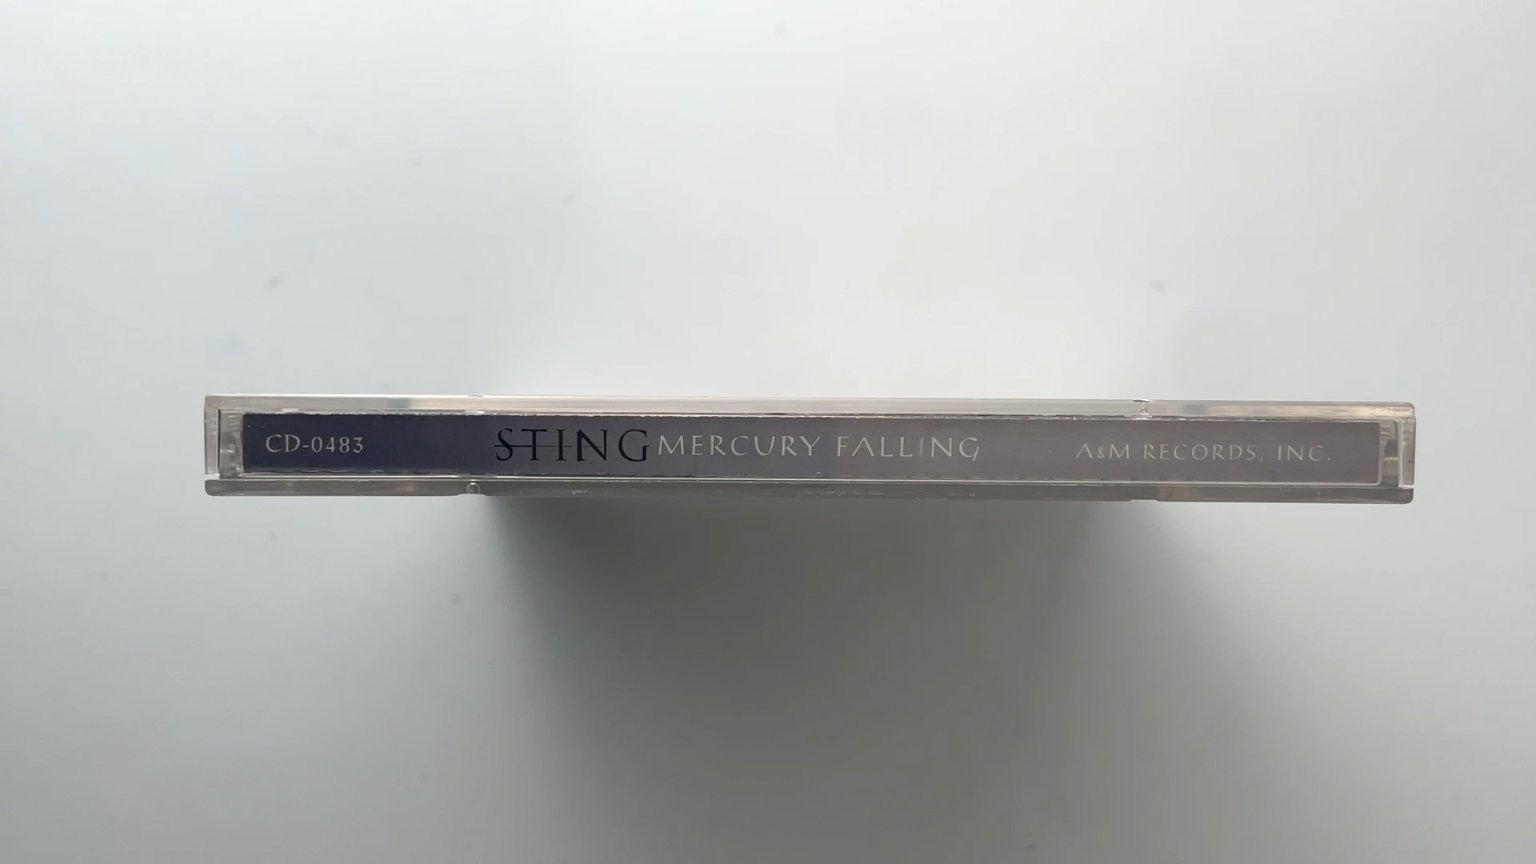 CD-0483 STING MERCURY FALLING A&M RECORDS, INC.